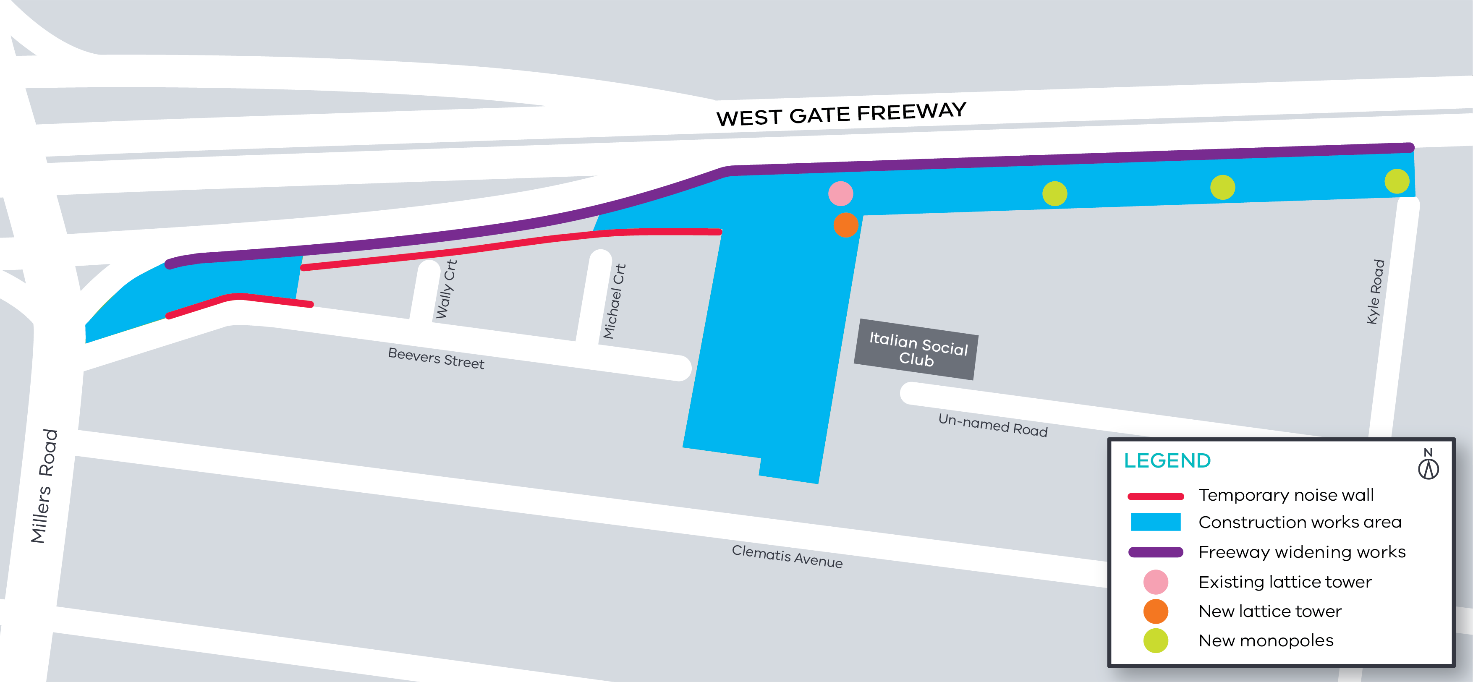 WEST GATE FREEWAY
Wally Crt
Michael Crt
Kyle Road
Italian Social
Club
Beevers Street
Un-named Road
Millers Road
Clematis Avenue
LEGEND
N
Temporary noise wall
Construction works area
Freeway widening works
Existing lattice tower
New lattice tower
New monopoles